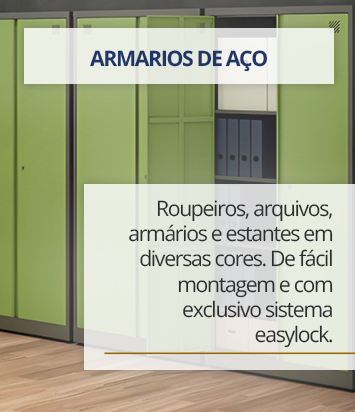 ARMARIOS DE AÇO
Roupeiros, arquivos,
armários e estantes em
diversas cores. De fácil
montagem e com
exclusivo sistema
easylock.